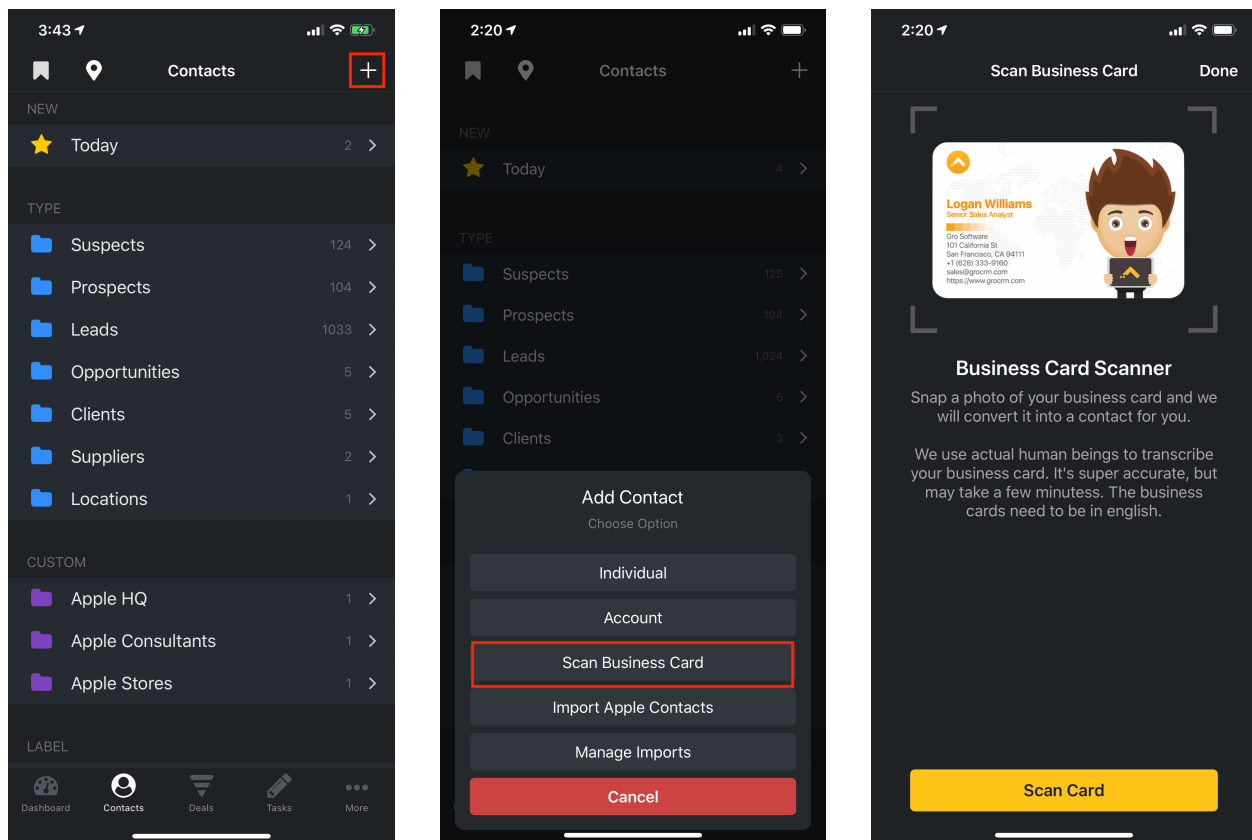 3:43
Contacts
NEW
Today 2
TYPE
Suspects 124
Prospects 104
Leads 1033
Opportunities 5
Clients 5
Suppliers 2
Locations 1
CUSTOM
Apple HQ 1
Apple Consultants 1
Apple Stores 1
LABEL
Dashboard Contacts Deals Tasks More
2:20
Contacts
NEW
Today 4
TYPE
Suspects 125
Prospects 104
Leads 1,024
Opportunities 6
Clients 3
Add Contact
Choose Option
Individual
Account
Scan Business Card
Import Apple Contacts
Manage Imports
Cancel
2:20
Scan Business Card Done
Logan Williams
Senior Sales Analyst
Gro Software
101 California St
San Francisco, CA 94111
+1 (628) 333-9160
sales@grocrm.com
https://www.grocrm.com
Business Card Scanner
Snap a photo of your business card and we
will convert it into a contact for you.
We use actual human beings to transcribe
your business card. It's super accurate, but
may take a few minutess. The business
cards need to be in english.
Scan Card